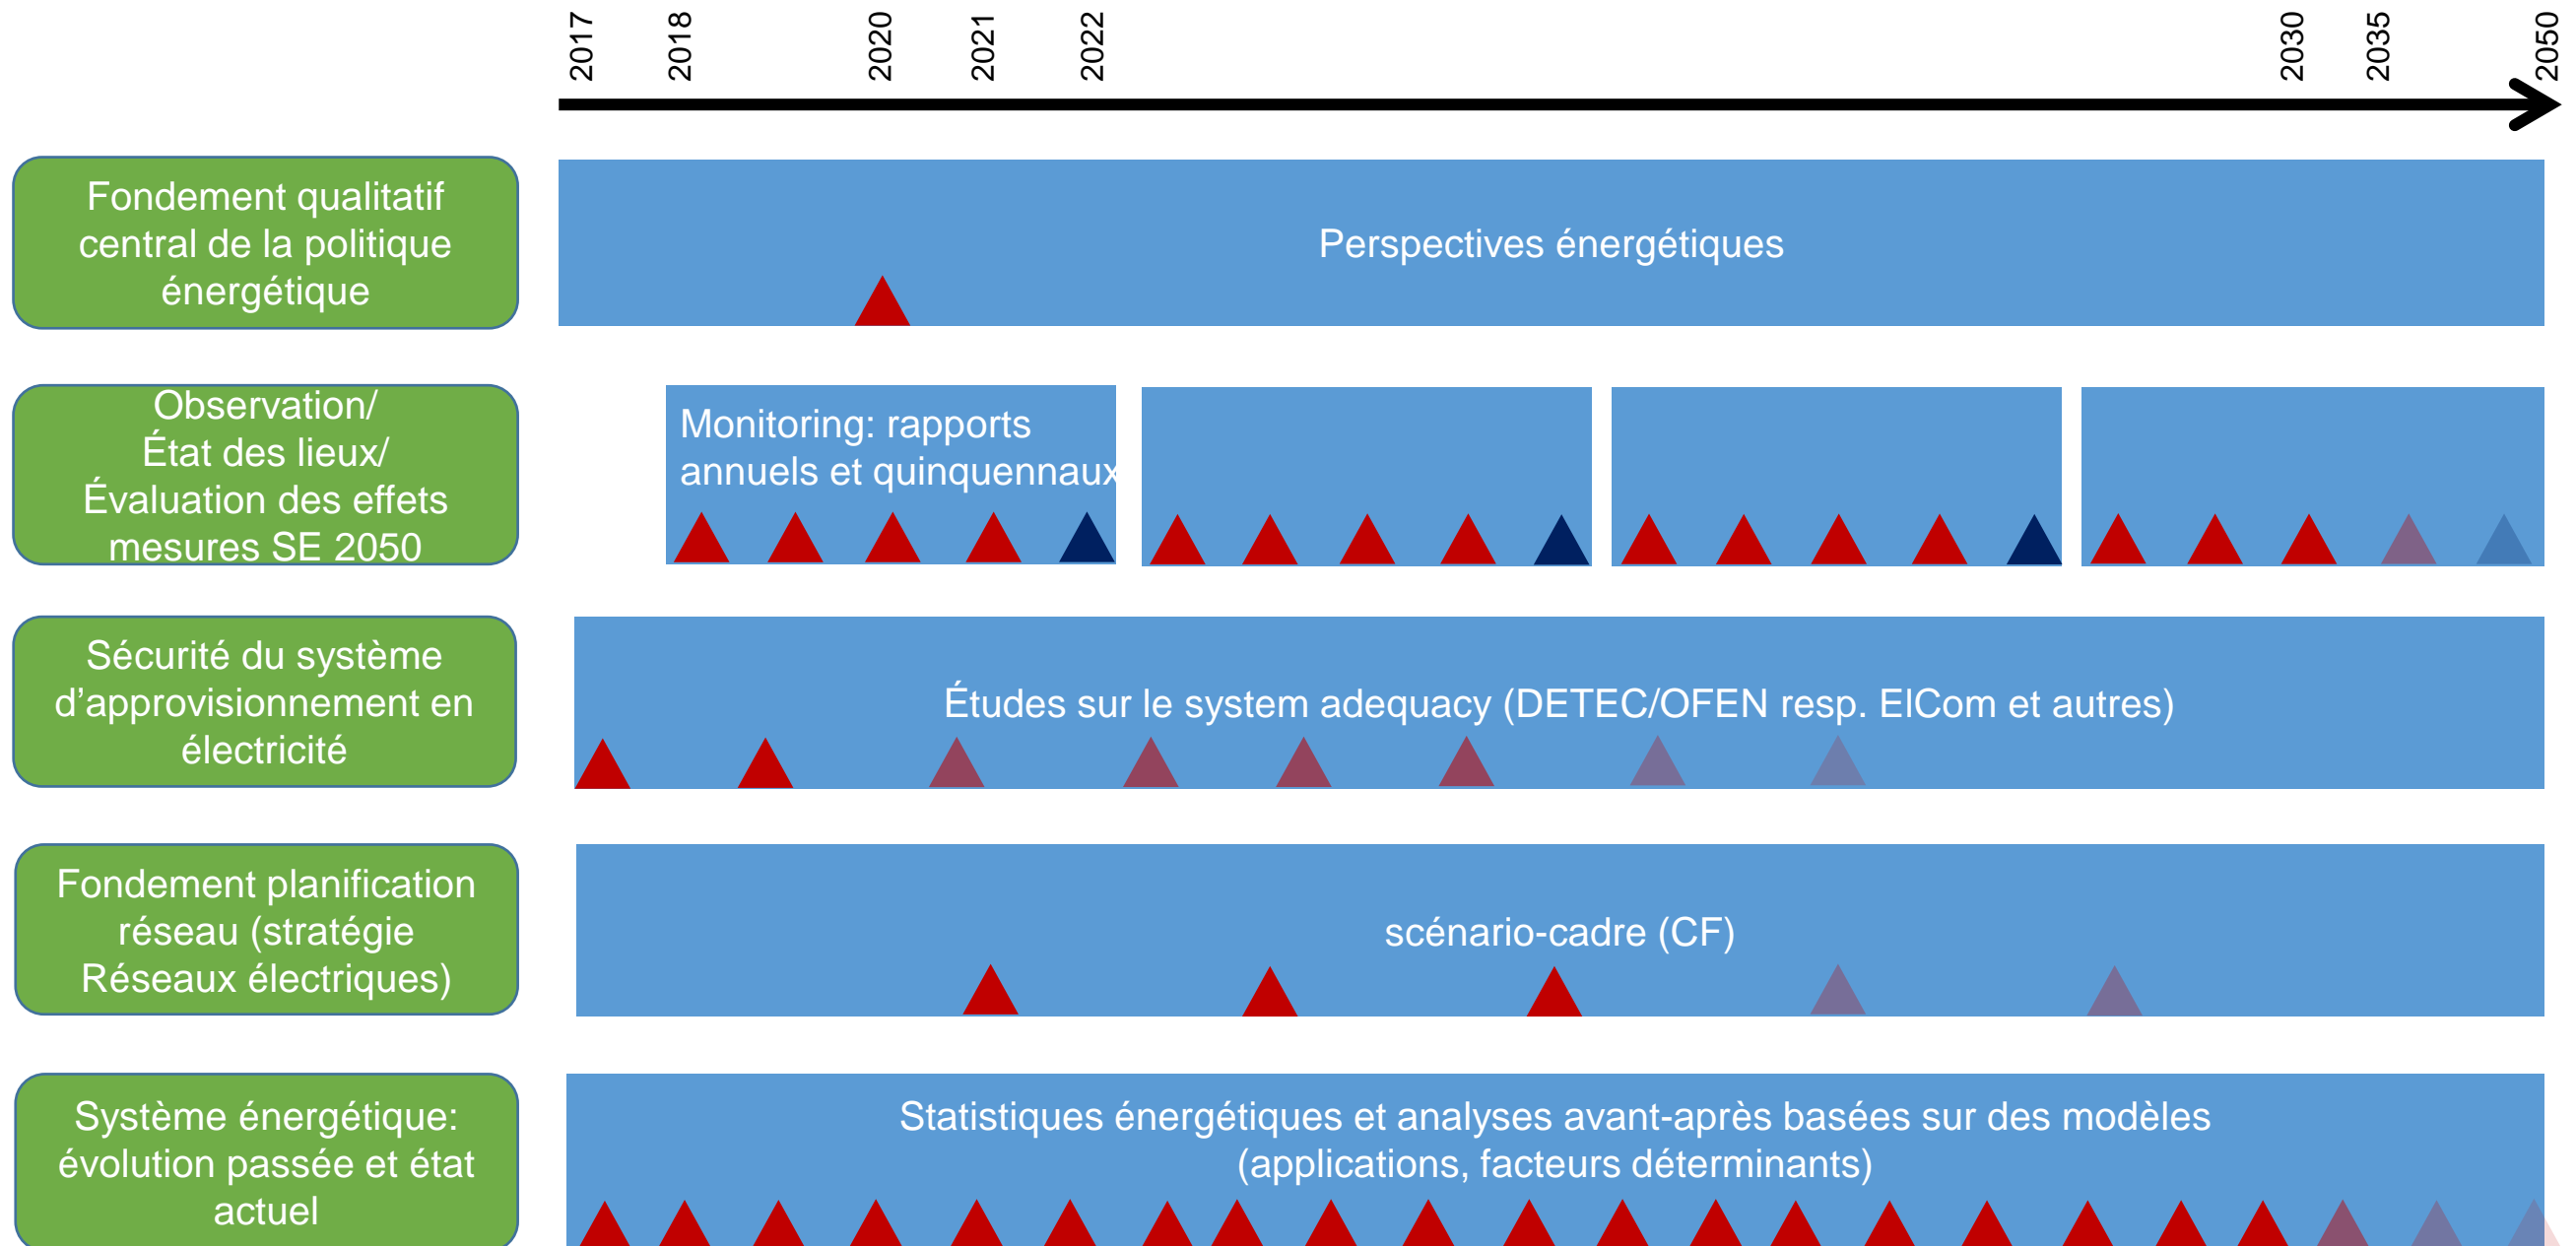 2017
2018
2020
2021
2022
2030
2035
2050
Fondement qualitatif
central de la politique
énergétique
Perspectives énergétiques
Observation/
État des lieux/
Évaluation des effets
mesures SE 2050
Monitoring: rapports
annuels et quinquennaux
Sécurité du système
d’approvisionnement en
électricité
Études sur le system adequacy (DETEC/OFEN resp. ElCom et autres)
Fondement planification
réseau (stratégie
Réseaux électriques)
scénario-cadre (CF)
Système énergétique:
évolution passée et état
actuel
Statistiques énergétiques et analyses avant-après basées sur des modèles
(applications, facteurs déterminants)